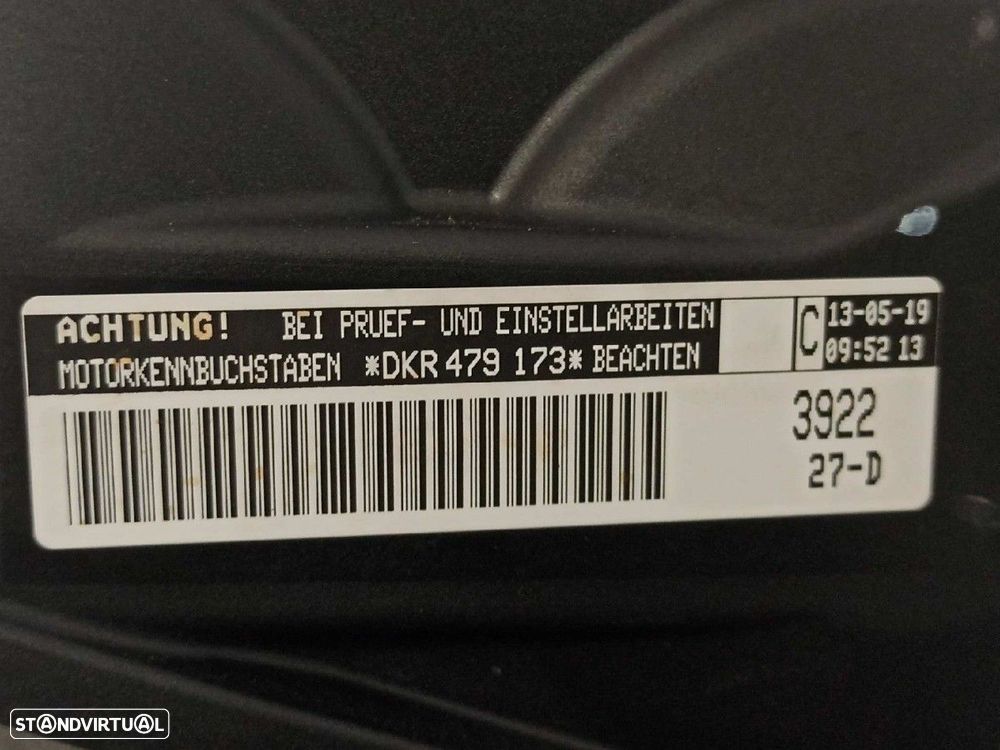 ACHTUNG! BEI PRUEF- UND EINSTELLARBEITEN
MOTORKENNBUCHSTABEN *DKR 479 173* BEACHTEN
C
13-05-19
09:52 13
3922
27-D
STANDVIRTUAL